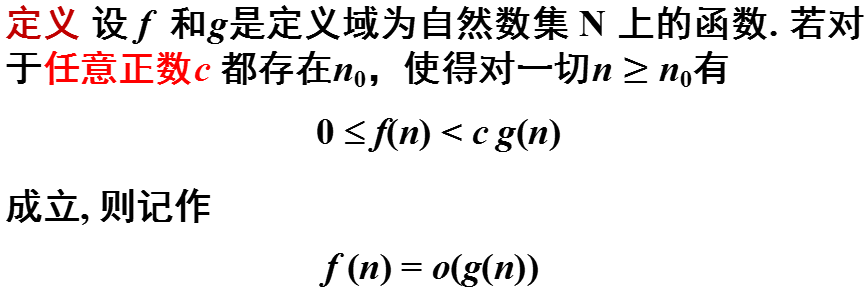 定义 设f 和g是定义域为自然数集 N 上的函数. 若对
于任意正数c 都存在n₀，使得对一切n ≥ n₀有
0 ≤ f(n) < c g(n)
成立, 则记作
f (n) = o(g(n))